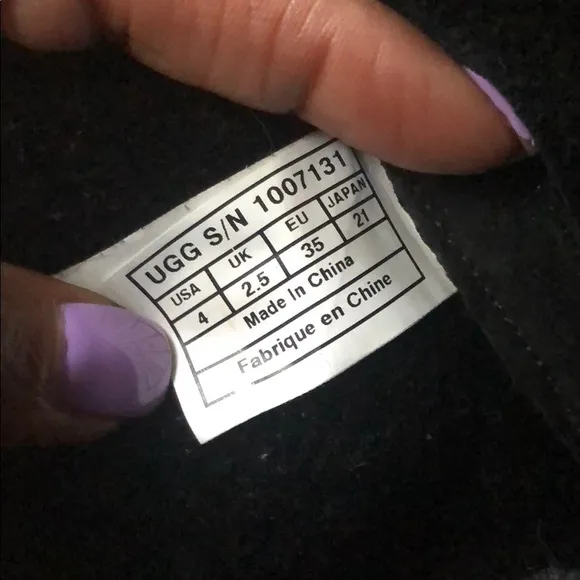 UGG S/N 1007131
USA UK EU JAPAN
4 2.5 35 21
Made In China
Fabrique en Chine